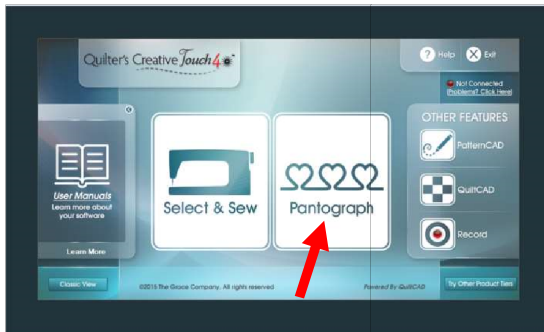 Quilter's Creative Touch 4
Help
Exit
Not Connected
Problems? Click Here!
OTHER FEATURES
PatternCAD
QuiltCAD
Record
User Manuals
Learn more about
your software
Learn More
Select & Sew
Pantograph
Classic View
©2015 The Grace Company. All rights reserved
Powered By QuiltCAD
Try Other Product Tiers